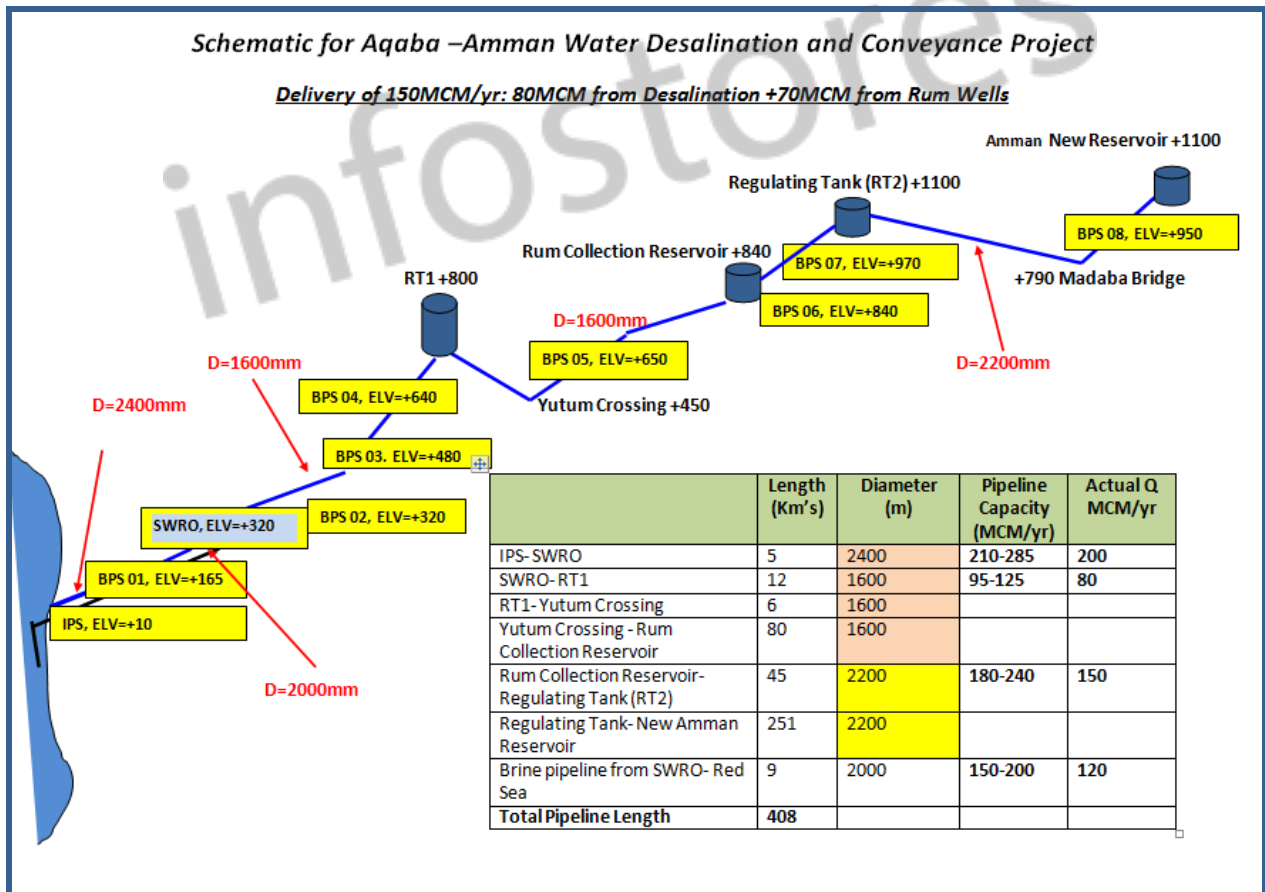 Schematic for Aqaba –Amman Water Desalination and Conveyance Project
Delivery of 150MCM/yr: 80MCM from Desalination +70MCM from Rum Wells
infostores
Amman New Reservoir +1100
Regulating Tank (RT2) +1100
BPS 08, ELV=+950
Rum Collection Reservoir +840
BPS 07, ELV=+970
+790 Madaba Bridge
RT1 +800
BPS 06, ELV=+840
D=1600mm
BPS 05, ELV=+650
D=2200mm
D=1600mm
BPS 04, ELV=+640
Yutum Crossing +450
D=2400mm
BPS 03. ELV=+480
SWRO, ELV=+320
BPS 02, ELV=+320
BPS 01, ELV=+165
IPS, ELV=+10
D=2000mm
Length (Km's) Diameter (m) Pipeline Capacity (MCM/yr) Actual Q MCM/yr
IPS- SWRO 5 2400 210-285 200
SWRO- RT1 12 1600 95-125 80
RT1- Yutum Crossing 6 1600
Yutum Crossing - Rum Collection Reservoir 80 1600
Rum Collection Reservoir- Regulating Tank (RT2) 45 2200 180-240 150
Regulating Tank- New Amman Reservoir 251 2200
Brine pipeline from SWRO- Red Sea 9 2000 150-200 120
Total Pipeline Length 408